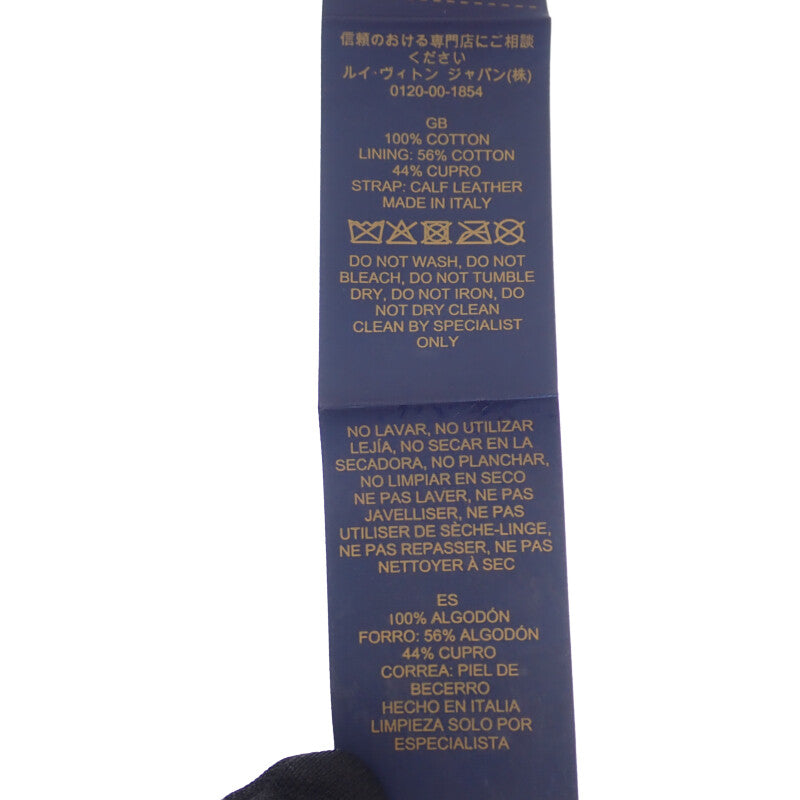 信頼のおける専門店にご相談
ください
ルイ・ヴィトン ジャパン(株)
0120-00-1854
GB
100% COTTON
LINING: 56% COTTON
44% CUPRO
STRAP: CALF LEATHER
MADE IN ITALY
DO NOT WASH, DO NOT
BLEACH, DO NOT TUMBLE
DRY, DO NOT IRON, DO
NOT DRY CLEAN
CLEAN BY SPECIALIST
ONLY
NO LAVAR, NO UTILIZAR
LEJÍA, NO SECAR EN LA
SECADORA, NO PLANCHAR,
NO LIMPIAR EN SECO
NE PAS LAVER, NE PAS
JAVELLISER, NE PAS
UTILISER DE SÈCHE-LINGE,
NE PAS REPASSER, NE PAS
NETTOYER À SEC
ES
100% ALGODÓN
FORRO: 56% ALGODÓN
44% CUPRO
CORREA: PIEL DE
BECERRO
HECHO EN ITALIA
LIMPIEZA SOLO POR
ESPECIALISTA